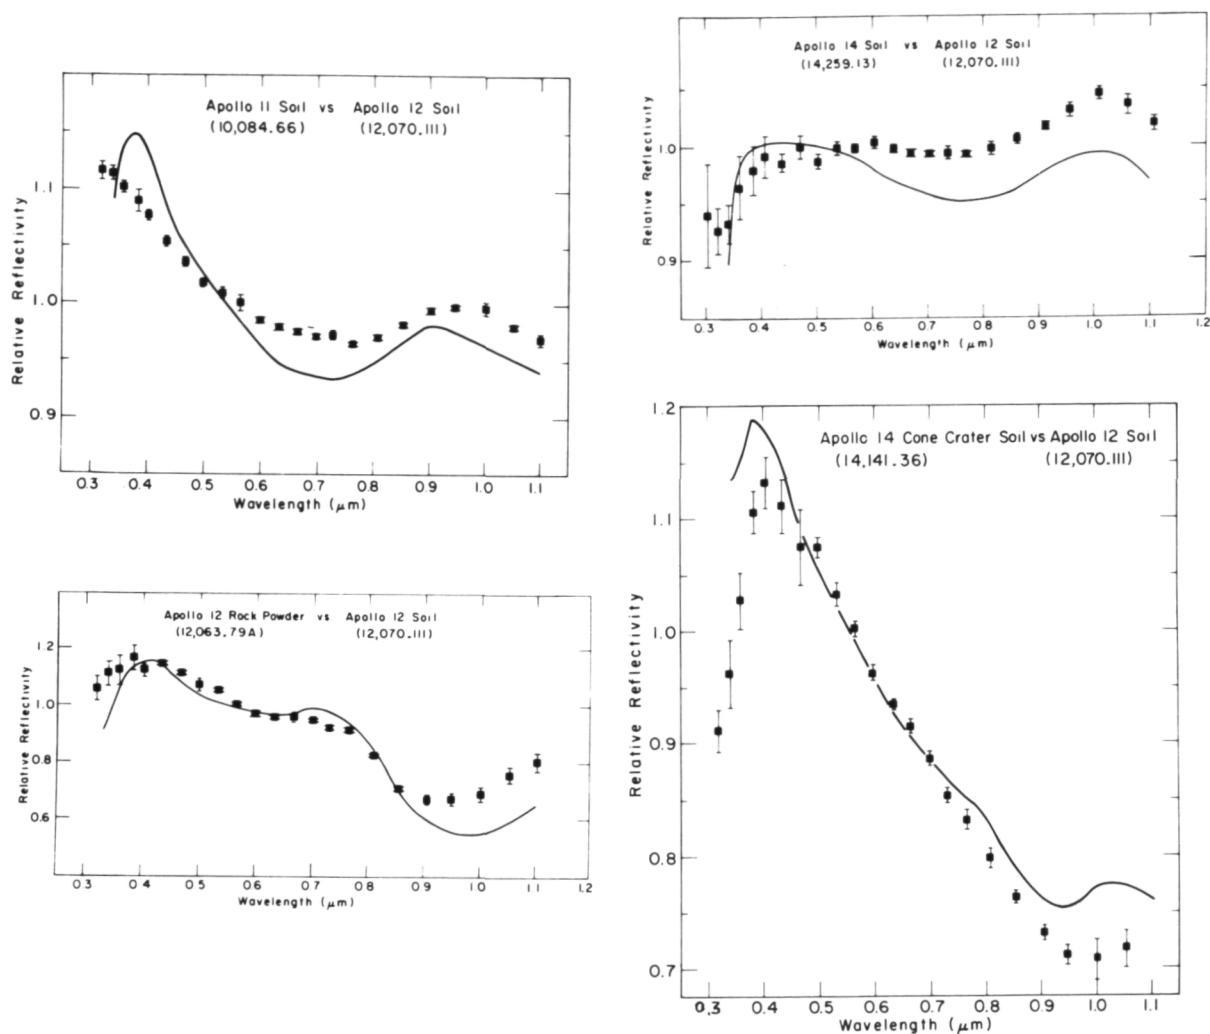 Apollo 11 Soil vs Apollo 12 Soil
(10,084.66) (12,070.111)
Relative Reflectivity
1.1
1.0
0.9
0.3 0.4 0.5 0.6 0.7 0.8 0.9 1.0 1.1
Wavelength (μm)
Apollo 14 Soil vs Apollo 12 Soil
(14,259.13) (12,070.111)
Relative Reflectivity
1.0
0.9
0.3 0.4 0.5 0.6 0.7 0.8 0.9 1.0 1.1 1.2
Wavelength (μm)
Apollo 12 Rock Powder vs Apollo 12 Soil
(12,063.79A) (12,070.111)
Relative Reflectivity
1.2
1.0
0.8
0.6
0.3 0.4 0.5 0.6 0.7 0.8 0.9 1.0 1.1 1.2
Wavelength (μm)
Apollo 14 Cone Crater Soil vs Apollo 12 Soil
(14,141.36) (12,070.111)
Relative Reflectivity
1.2
1.1
1.0
0.9
0.8
0.7
0.3 0.4 0.5 0.6 0.7 0.8 0.9 1.0 1.1
Wavelength (μm)